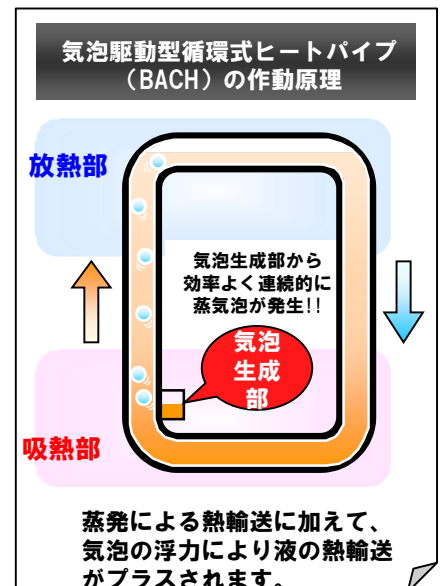 気泡駆動型循環式ヒートパイプ
（BACH）の作動原理
放熱部
気泡生成部から
効率よく連続的に
蒸気泡が発生!!
気泡
生成
部
吸熱部
蒸発による熱輸送に加えて、
気泡の浮力により液の熱輸送
がプラスされます。